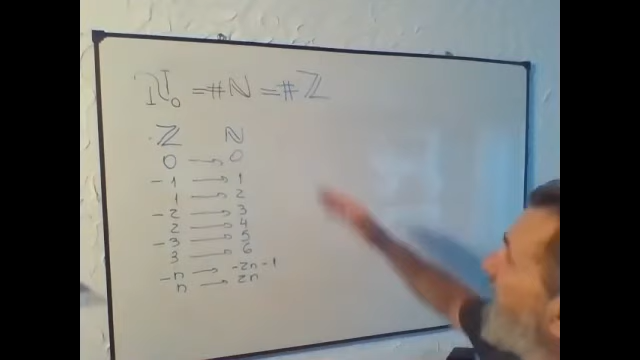 ℵ₀ = #ℕ = #ℤ
ℤ ℕ
0 → 0
-1 → 1
1 → 2
-2 → 3
2 → 4
-3 → 5
3 → 6
-n → -2n-1
n → 2n